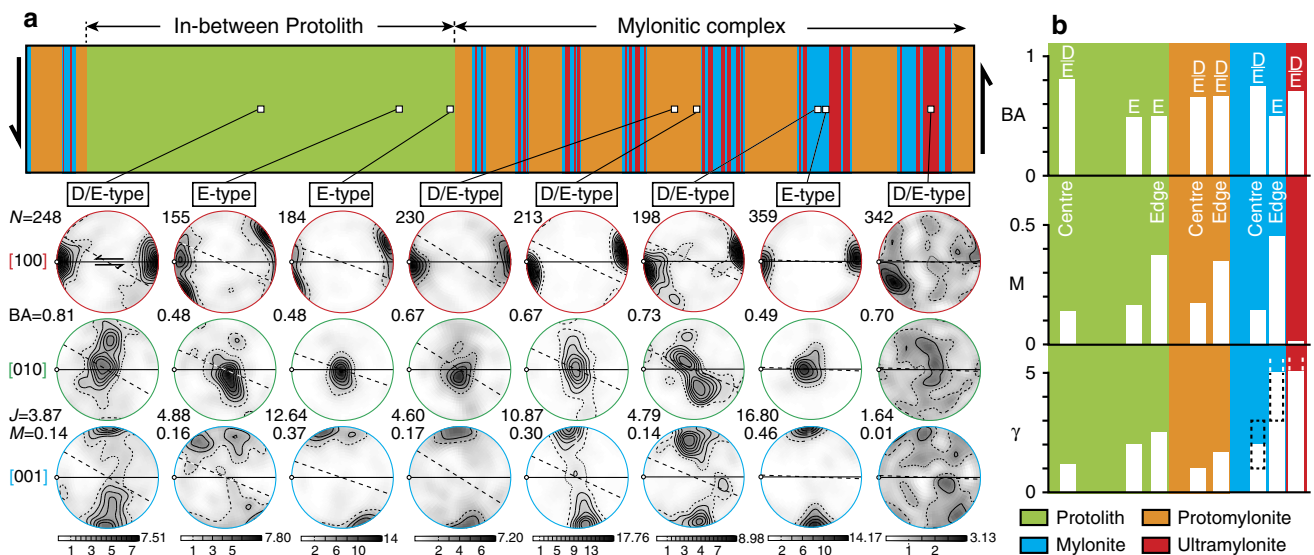 a
In-between Protolith
Mylonitic complex
D/E-type E-type E-type D/E-type D/E-type D/E-type E-type D/E-type
N=248 155 184 230 213 198 359 342
[100]
BA=0.81 0.48 0.48 0.67 0.67 0.73 0.49 0.70
[010]
J=3.87 4.88 12.64 4.60 10.87 4.79 16.80 1.64
M=0.14 0.16 0.37 0.17 0.30 0.14 0.46 0.01
[001]
7.51 7.80 14 7.20 17.76 8.98 14.17 3.13
1 3 5 7 1 3 5 2 6 10 2 4 6 1 5 9 13 1 3 5 7 2 6 10 1 2
b
1
BA
0
E|D E E E|D E|D E|D E E|D
0.5
M
0
Centre Edge Centre Edge Centre Edge
5
γ
0
Protolith Protomylonite
Mylonite Ultramylonite